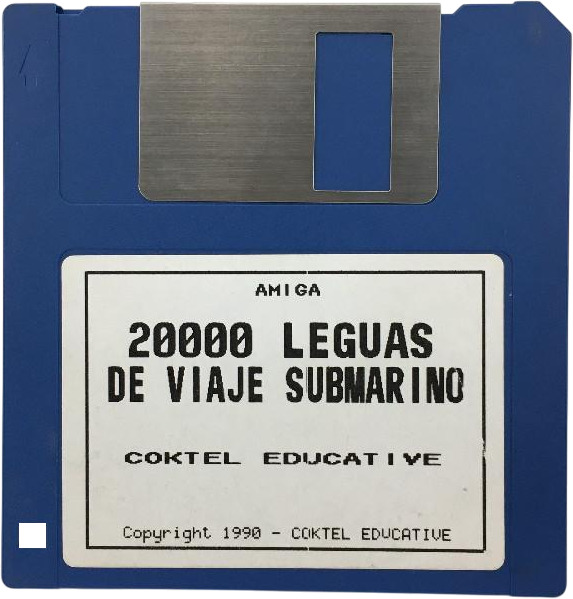 AMIGA
20000 LEGUAS
DE VIAJE SUBMARINO
COKTEL EDUCATIVE
Copyright 1990 - COKTEL EDUCATIVE